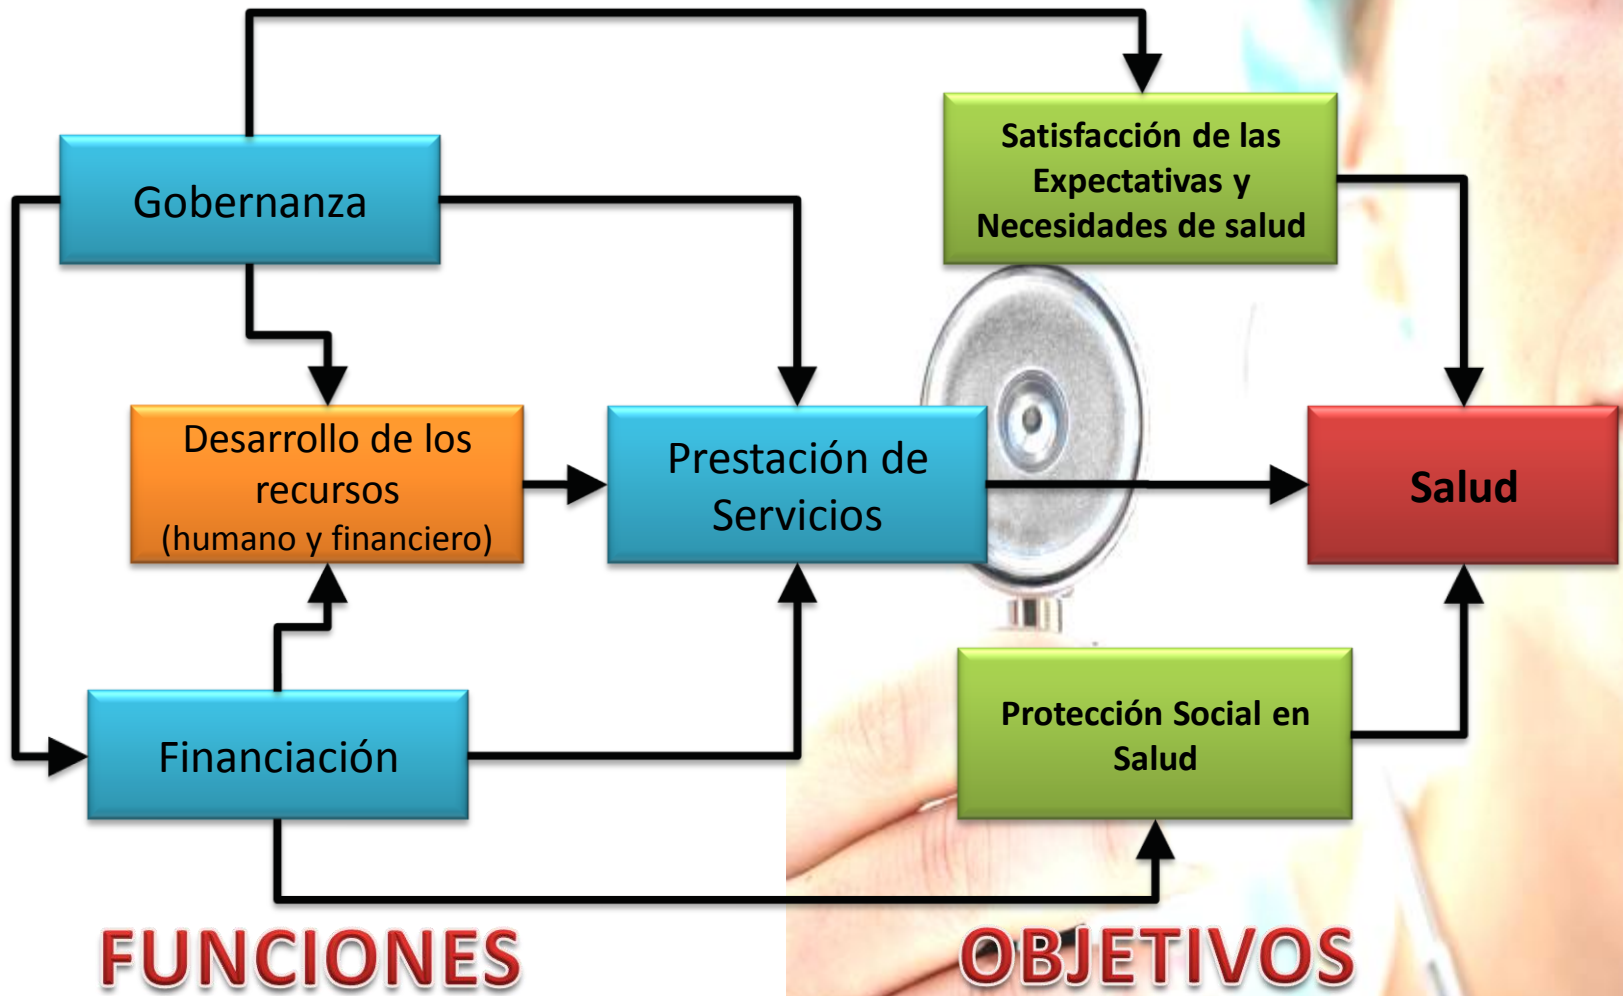 Satisfacción de las
Expectativas y
Necesidades de salud
Gobernanza
Desarrollo de los
recursos
(humano y financiero)
Prestación de
Servicios
Salud
Protección Social en
Salud
Financiación
FUNCIONES
OBJETIVOS